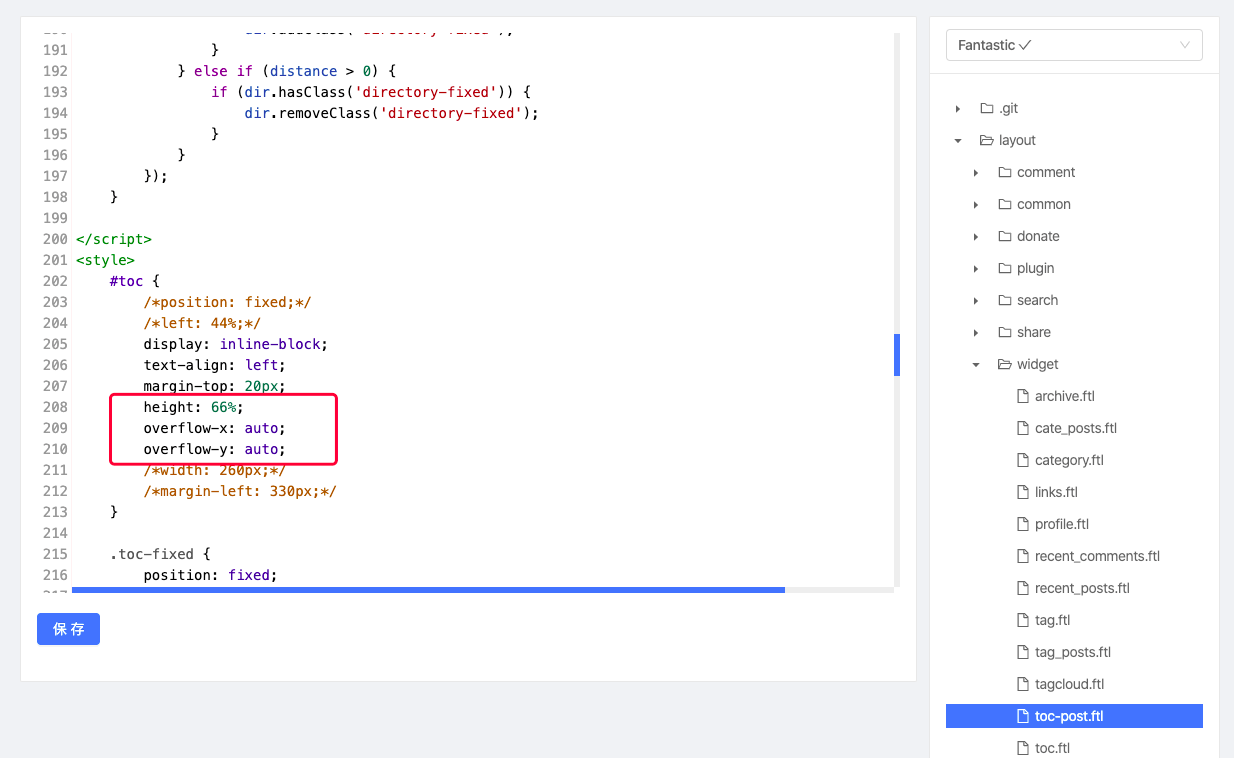 191                 }
192             } else if (distance > 0) {
193                 if (dir.hasClass('directory-fixed')) {
194                     dir.removeClass('directory-fixed');
195                 }
196             }
197         });
198     }
199
200 </script>
201 <style>
202     #toc {
203         /*position: fixed;*/
204         /*left: 44%;*/
205         display: inline-block;
206         text-align: left;
207         margin-top: 20px;
208         height: 66%;
209         overflow-x: auto;
210         overflow-y: auto;
211         /*width: 260px;*/
212         /*margin-left: 330px;*/
213     }
214
215     .toc-fixed {
216         position: fixed;
保 存
Fantastic ✓
.git
layout
comment
common
donate
plugin
search
share
widget
archive.ftl
cate_posts.ftl
category.ftl
links.ftl
profile.ftl
recent_comments.ftl
recent_posts.ftl
tag.ftl
tag_posts.ftl
tagcloud.ftl
toc-post.ftl
toc.ftl